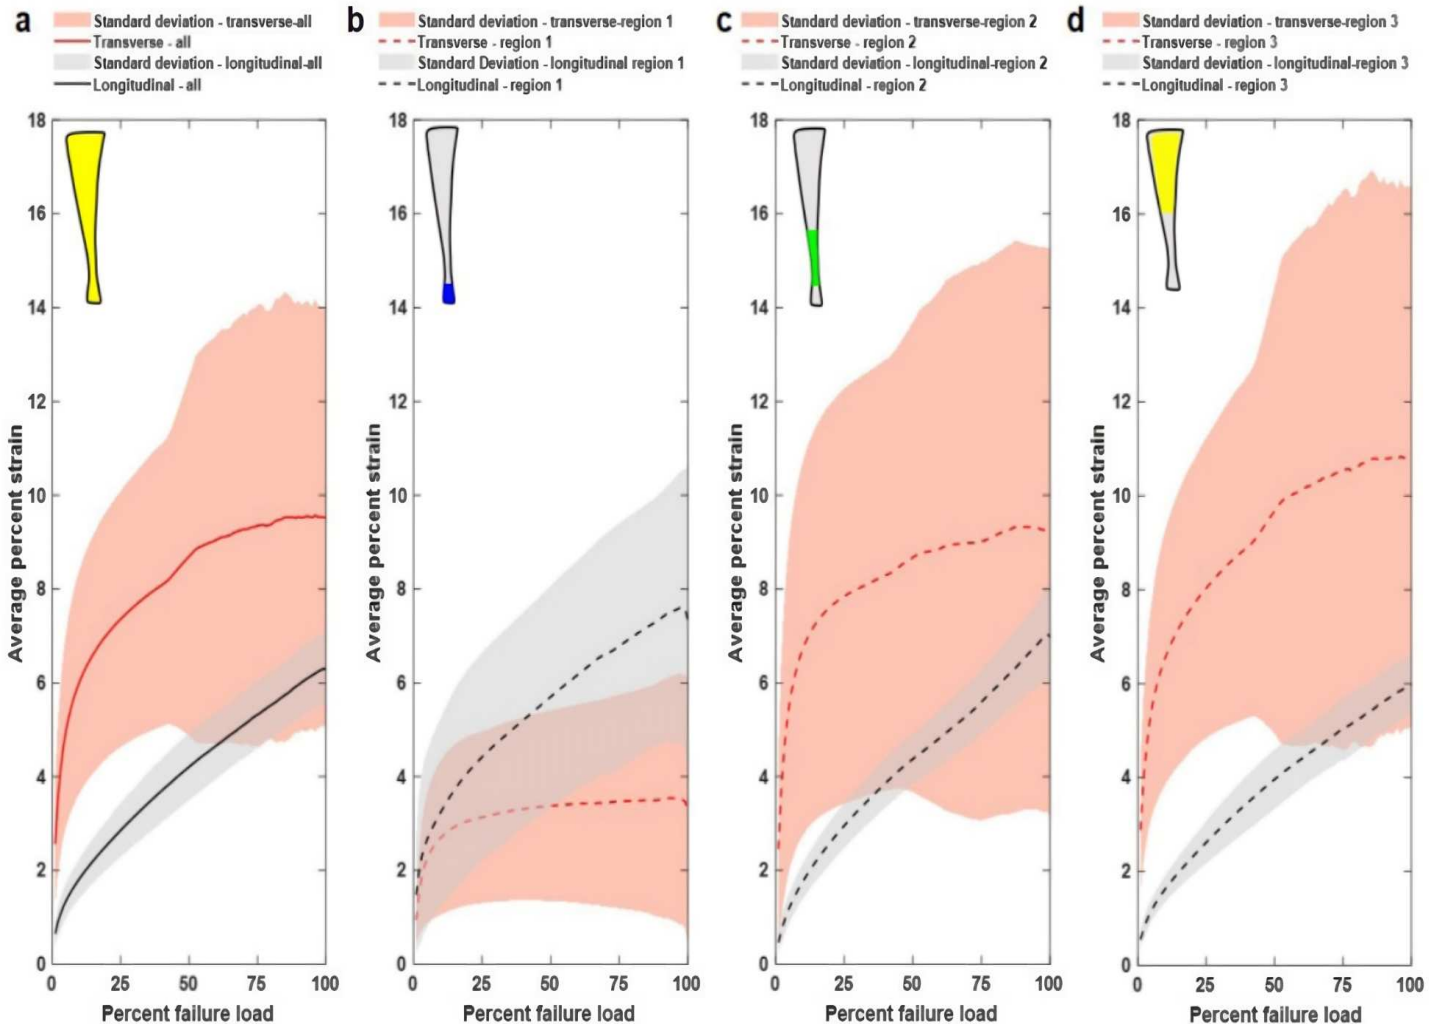 a
Standard deviation - transverse-all
Transverse - all
Standard deviation - longitudinal-all
Longitudinal - all
18
16
14
12
10
8
6
4
2
0
0 25 50 75 100
Average percent strain
Percent failure load
b
Standard deviation - transverse-region 1
Transverse - region 1
Standard Deviation - longitudinal region 1
Longitudinal - region 1
18
16
14
12
10
8
6
4
2
0
0 25 50 75 100
Average percent strain
Percent failure load
c
Standard deviation - transverse-region 2
Transverse - region 2
Standard deviation - longitudinal-region 2
Longitudinal - region 2
18
16
14
12
10
8
6
4
2
0
0 25 50 75 100
Average percent strain
Percent failure load
d
Standard deviation - transverse-region 3
Transverse - region 3
Standard deviation - longitudinal-region 3
Longitudinal - region 3
18
16
14
12
10
8
6
4
2
0
0 25 50 75 100
Average percent strain
Percent failure load